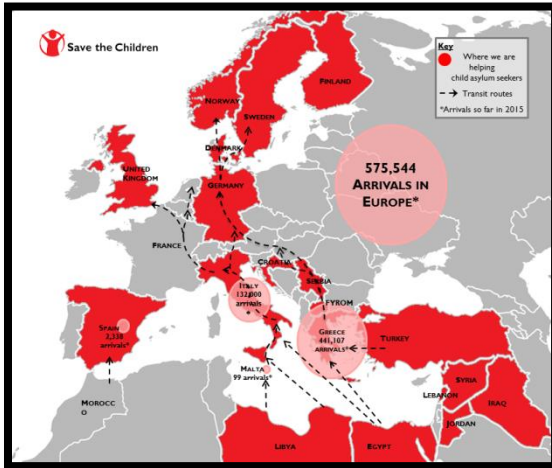 Save the Children
Key
Where we are
helping
child asylum seekers
Transit routes
*Arrivals so far in 2015
FINLAND
NORWAY
SWEDEN
DENMARK
575,544
ARRIVALS IN
EUROPE*
UNITED
KINGDOM
GERMANY
FRANCE
CROATIA
ITALY
132,000
arrivals
*
SERBIA
FYROM
SPAIN
2,338
arrivals*
GREECE
441,107
ARRIVALS*
TURKEY
MALTA
99 arrivals*
SYRIA
LEBANON
IRAQ
MOROCC
O
JORDAN
LIBYA
EGYPT